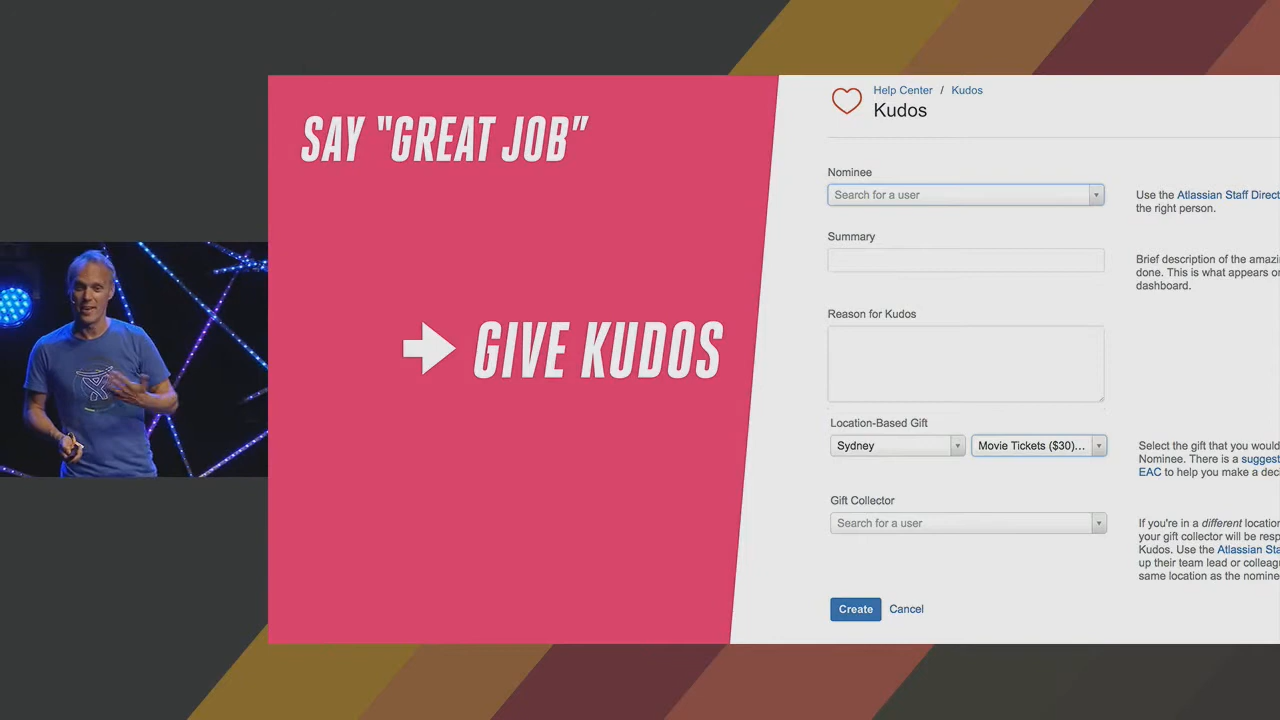 SAY "GREAT JOB"
GIVE KUDOS
Help Center / Kudos
Kudos
Nominee
Search for a user
Use the Atlassian Staff Direct
the right person.
Summary
Brief description of the amazi
done. This is what appears o
dashboard.
Reason for Kudos
Location-Based Gift
Sydney
Movie Tickets ($30)...
Select the gift that you would
Nominee. There is a sugges
EAC to help you make a deci
Gift Collector
Search for a user
If you're in a different location
your gift collector will be resp
Kudos. Use the Atlassian Sta
up their team lead or colleag
same location as the nomine
Create
Cancel